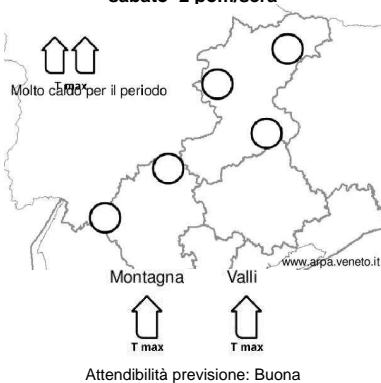 sabato 2 pom/sera
T max
Molto caldo per il periodo
www.arpa.veneto.it
Montagna Valli
T max T max
Attendibilità previsione: Buona